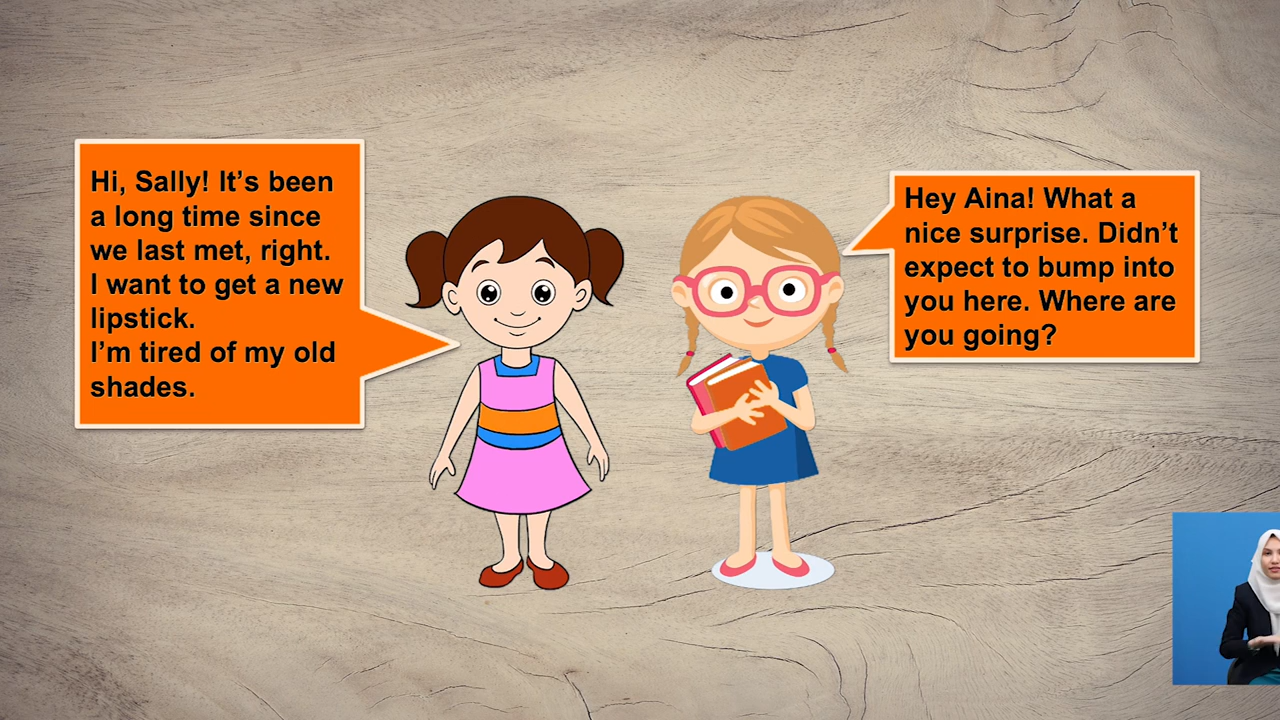 Hi, Sally! It’s been
a long time since
we last met, right.
I want to get a new
lipstick.
I’m tired of my old
shades.
Hey Aina! What a
nice surprise. Didn’t
expect to bump into
you here. Where are
you going?